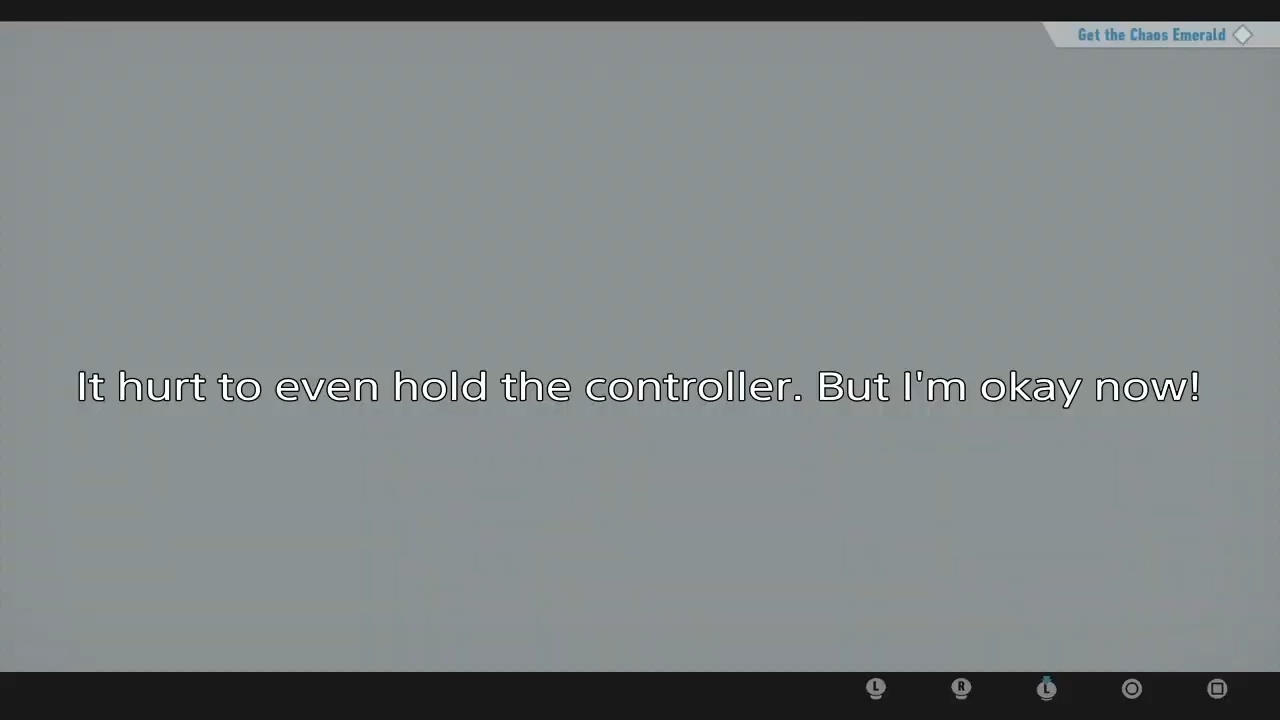 Get the Chaos Emerald
It hurt to even hold the controller. But I'm okay now!
L R L